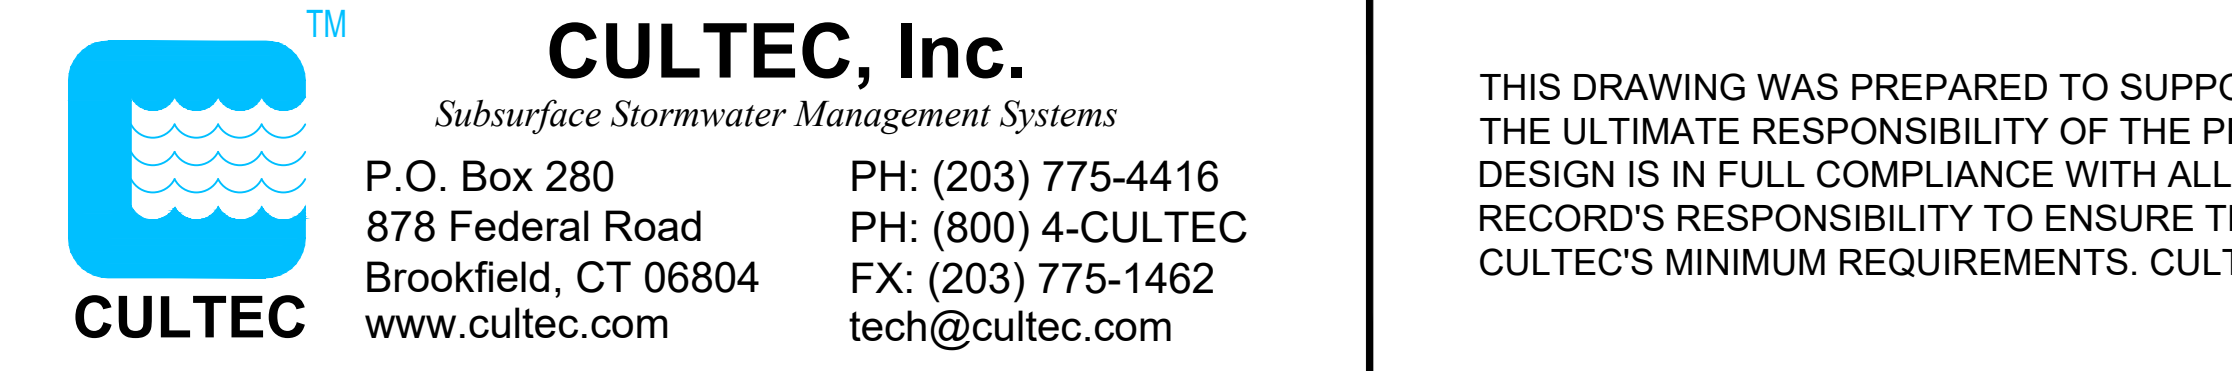 TM
CULTEC
CULTEC, Inc.
Subsurface Stormwater Management Systems
P.O. Box 280
878 Federal Road
Brookfield, CT 06804
www.cultec.com
PH: (203) 775-4416
PH: (800) 4-CULTEC
FX: (203) 775-1462
tech@cultec.com
THIS DRAWING WAS PREPARED TO
THE ULTIMATE RESPONSIBILITY OF THE
DESIGN IS IN FULL COMPLIANCE WITH ALL
RECORD'S RESPONSIBILITY TO ENSURE
CULTEC'S MINIMUM REQUIREMENTS.